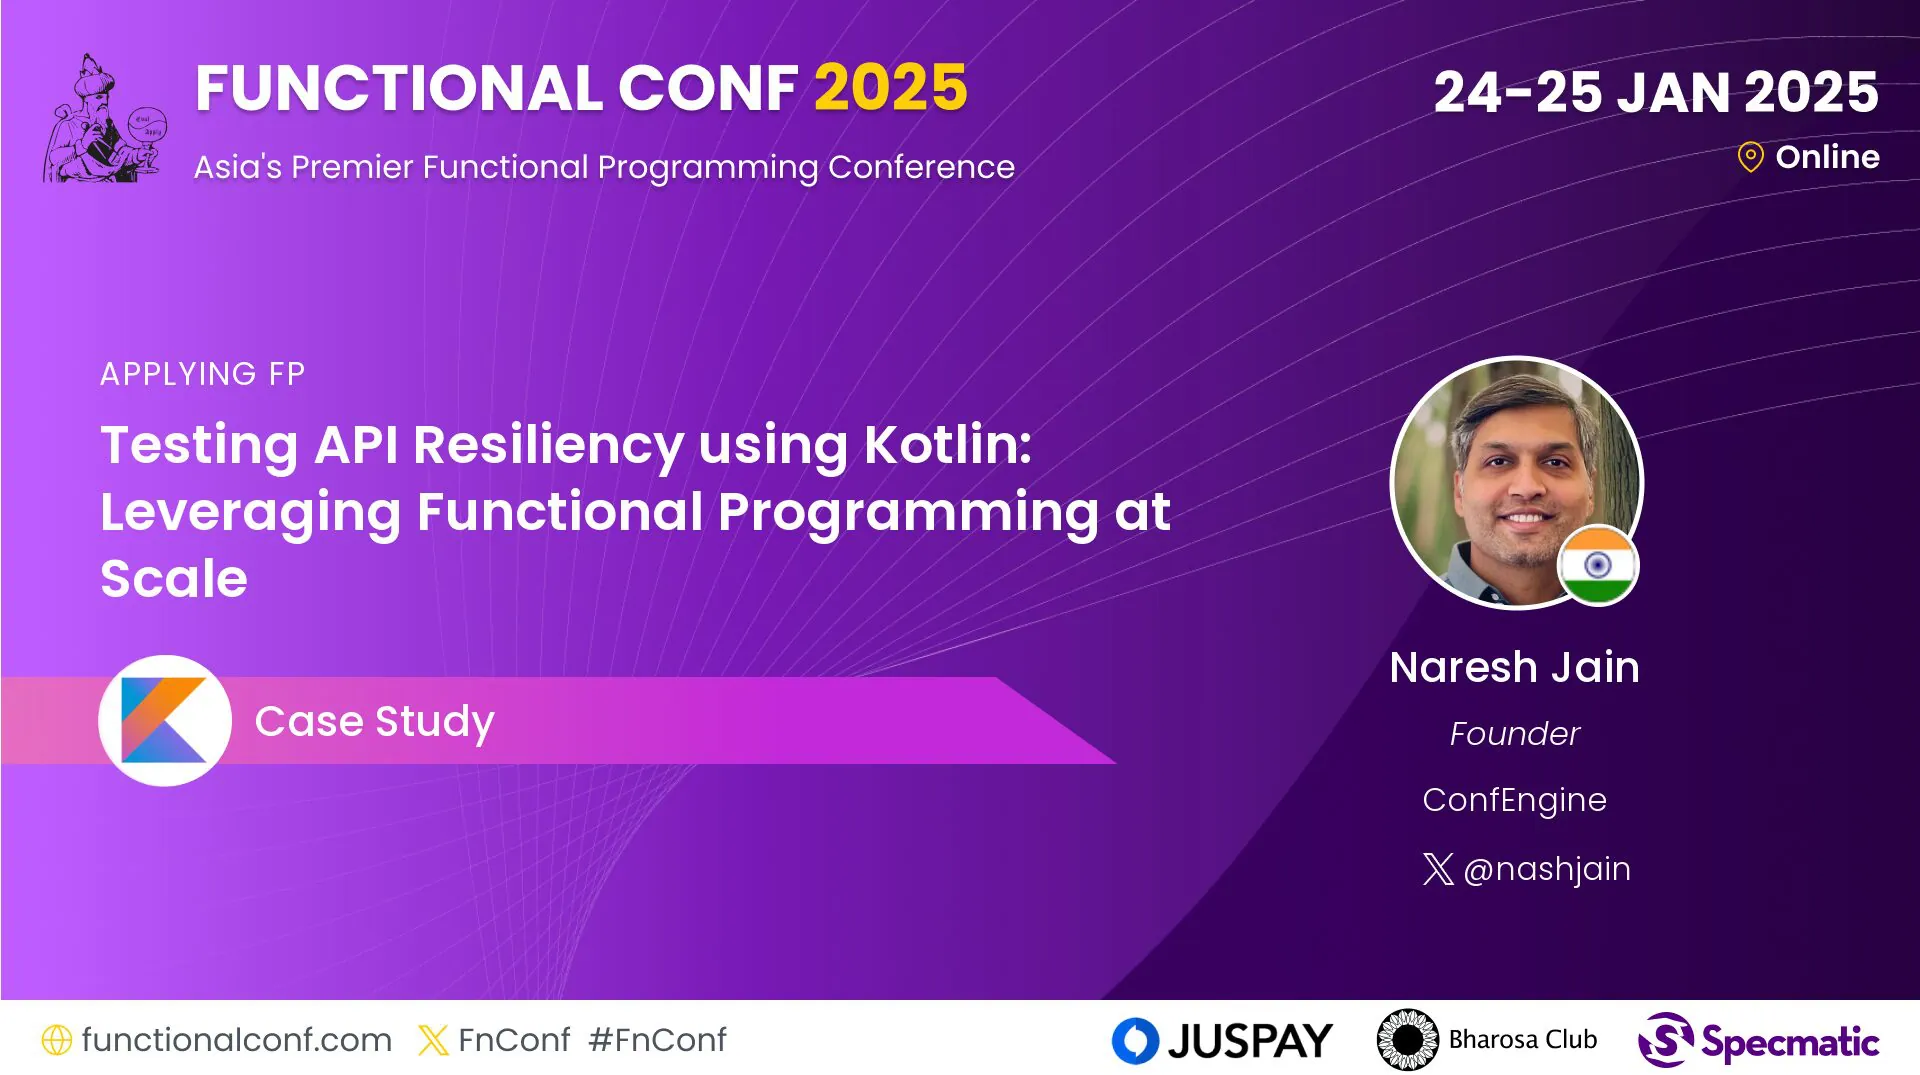 FUNCTIONAL CONF 2025
Asia's Premier Functional Programming Conference
24-25 JAN 2025
Online
APPLYING FP
Testing API Resiliency using Kotlin:
Leveraging Functional Programming at
Scale
Case Study
Naresh Jain
Founder
ConfEngine
@nashjain
functionalconf.com FnConf #FnConf
JUSPAY
Bharosa Club
Specmatic